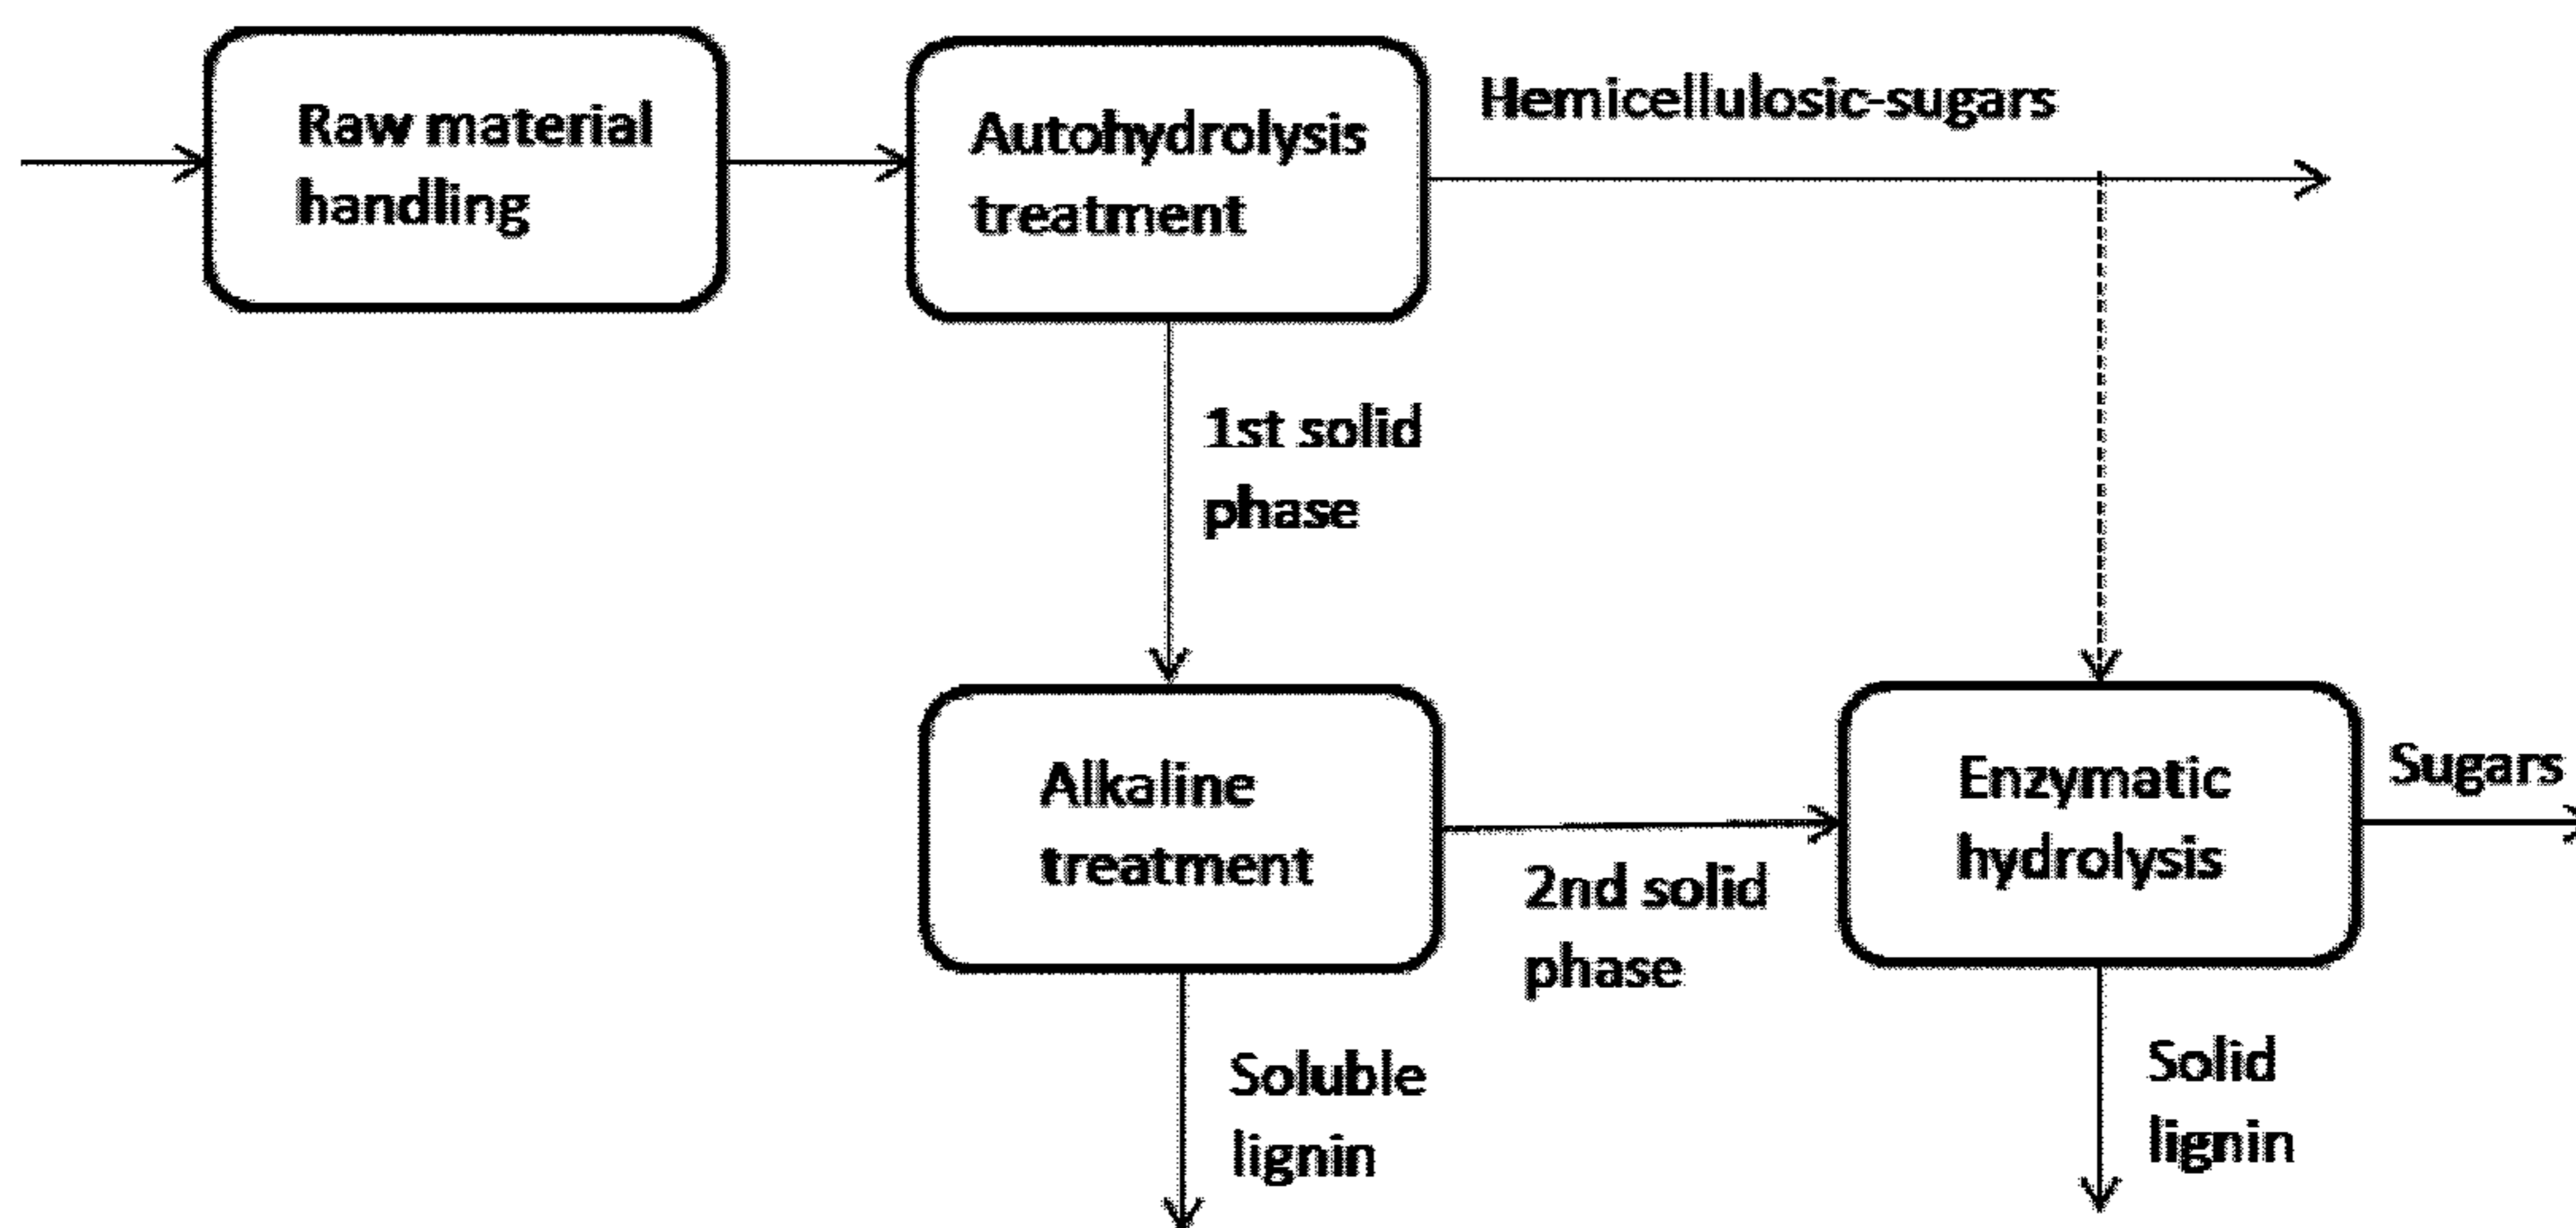 Raw material
handling
Autohydrolysis
treatment
Hemicellulosic-sugars
1st solid
phase
Alkaline
treatment
2nd solid
phase
Enzymatic
hydrolysis
Sugars
Soluble
lignin
Solid
lignin